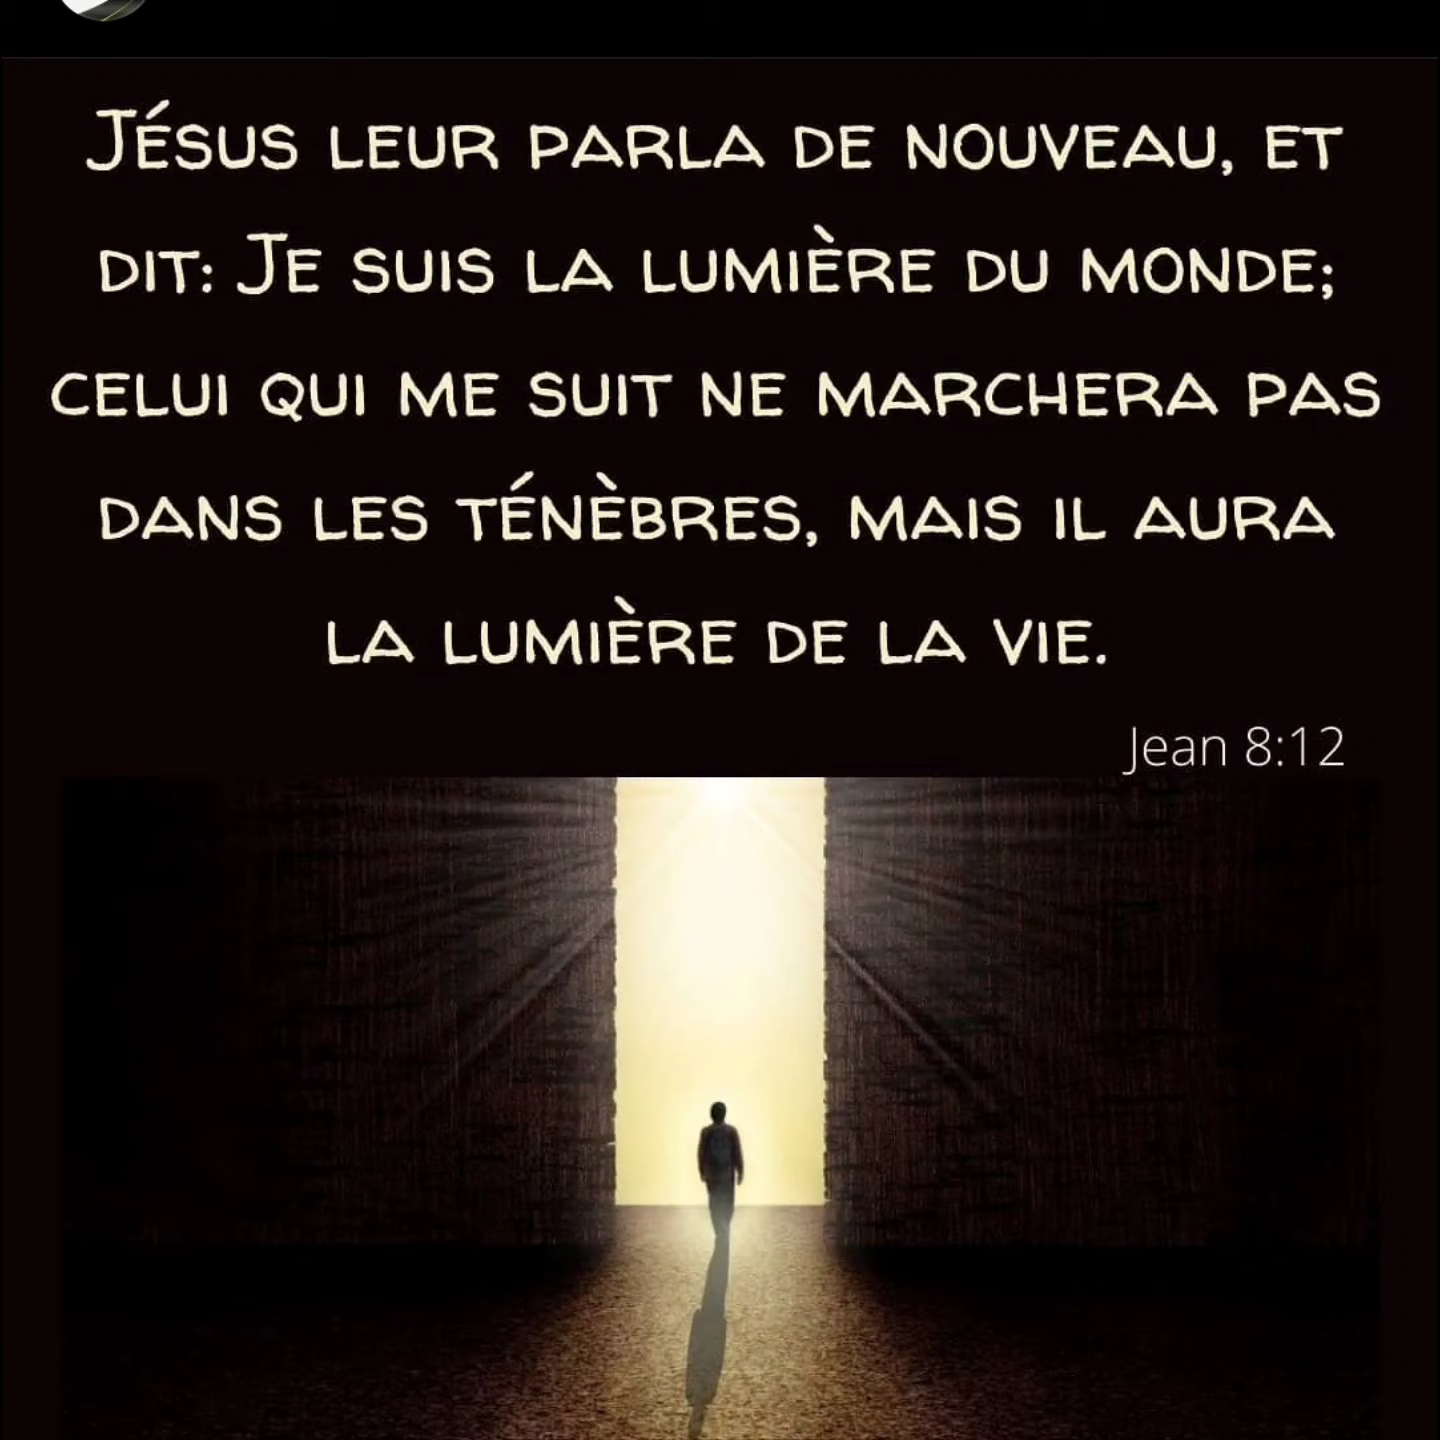 Jésus leur parla de nouveau, et
dit: Je suis la lumière du monde;
celui qui me suit ne marchera pas
dans les ténèbres, mais il aura
la lumière de la vie.
Jean 8:12